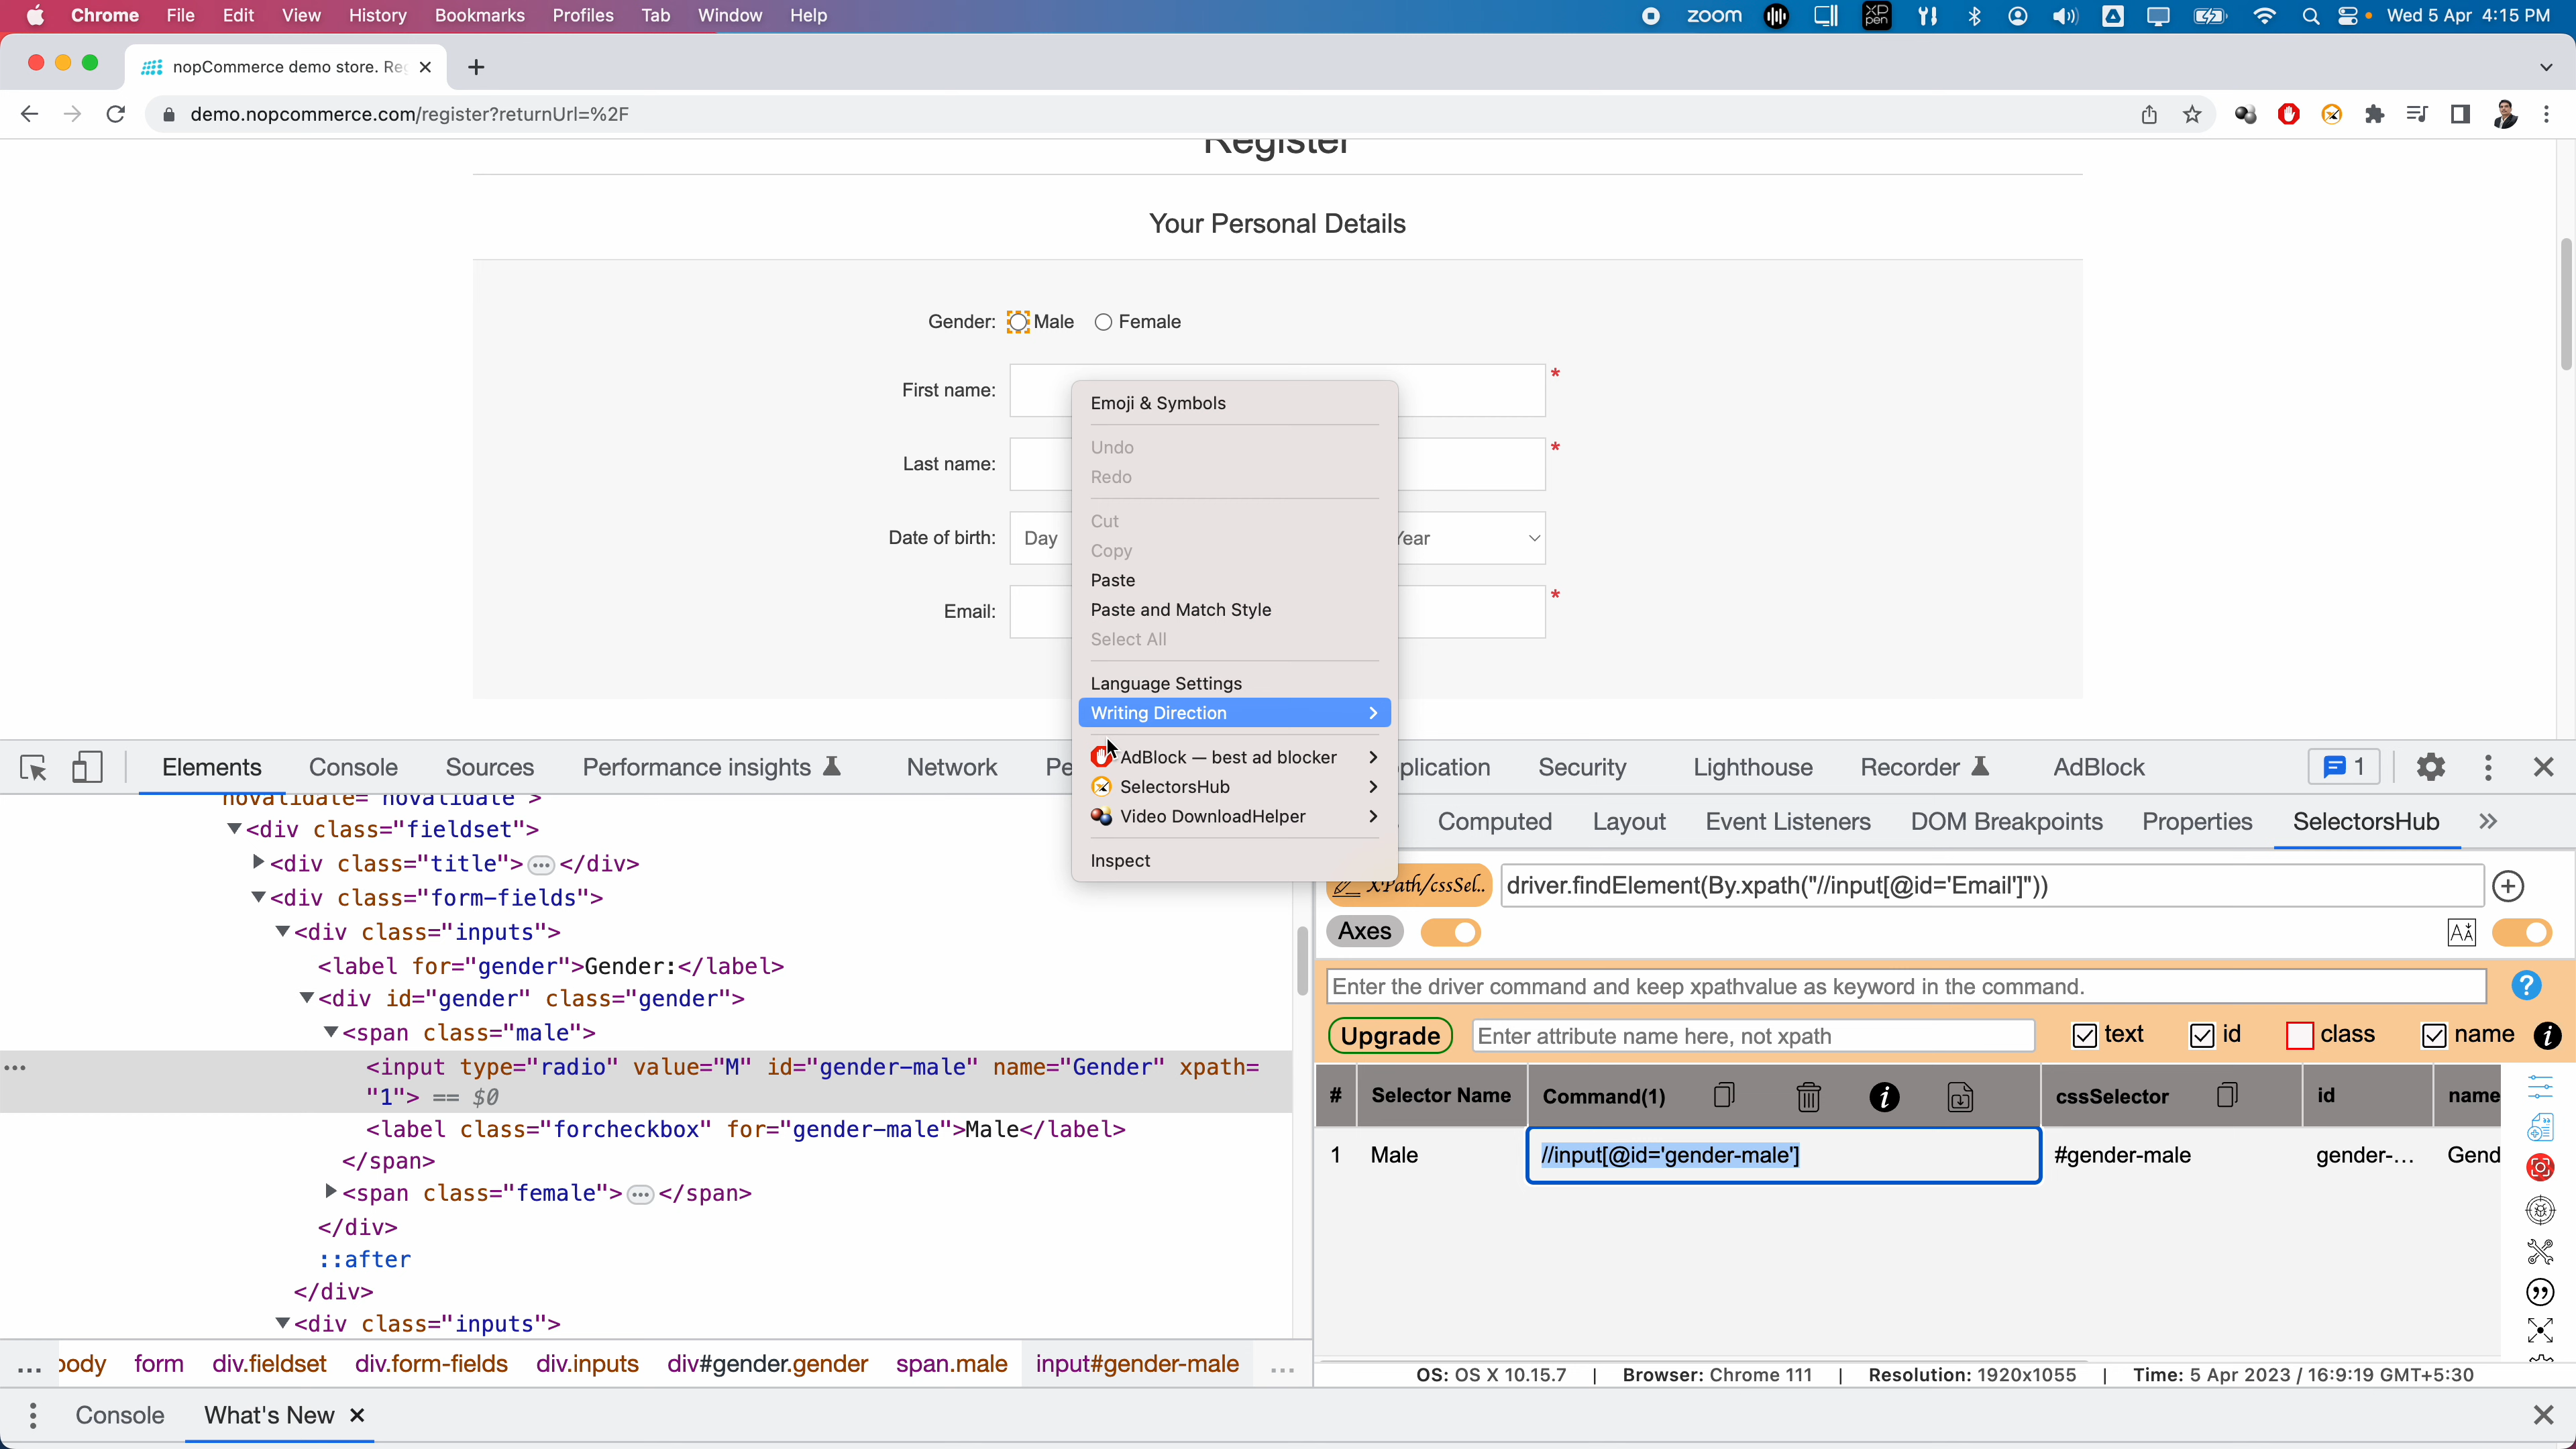 Chrome File Edit View History Bookmarks Profiles Tab Window Help zoom XP pen Wed 5 Apr 4:15 PM
nopCommerce demo store. Reg
demo.nopcommerce.com/register?returnUrl=%2F
Register
Your Personal Details
Gender: Male Female
First name: *
Last name: *
Date of birth: Day Year
Email: *
Emoji & Symbols
Undo
Redo
Cut
Copy
Paste
Paste and Match Style
Select All
Language Settings
Writing Direction
AdBlock — best ad blocker
SelectorsHub
Video DownloadHelper
Inspect
Elements Console Sources Performance insights Network Pe plication Security Lighthouse Recorder AdBlock 1
Computed Layout Event Listeners DOM Breakpoints Properties SelectorsHub »
novalidate="novalidate">
<div class="fieldset">
<div class="title"> … </div>
<div class="form-fields">
<div class="inputs">
<label for="gender">Gender:</label>
<div id="gender" class="gender">
<span class="male">
<input type="radio" value="M" id="gender-male" name="Gender" xpath=
"1"> == $0
<label class="forcheckbox" for="gender-male">Male</label>
</span>
<span class="female"> … </span>
</div>
::after
</div>
<div class="inputs">
... body form div.fieldset div.form-fields div.inputs div#gender.gender span.male input#gender-male ...
XPath/cssSel.. driver.findElement(By.xpath("//input[@id='Email']"))
Axes
Enter the driver command and keep xpathvalue as keyword in the command. ?
Upgrade Enter attribute name here, not xpath text id class name i
# Selector Name Command(1) i cssSelector id name
1 Male //input[@id='gender-male'] #gender-male gender-... Gend
OS: OS X 10.15.7 | Browser: Chrome 111 | Resolution: 1920x1055 | Time: 5 Apr 2023 / 16:9:19 GMT+5:30
Console What's New